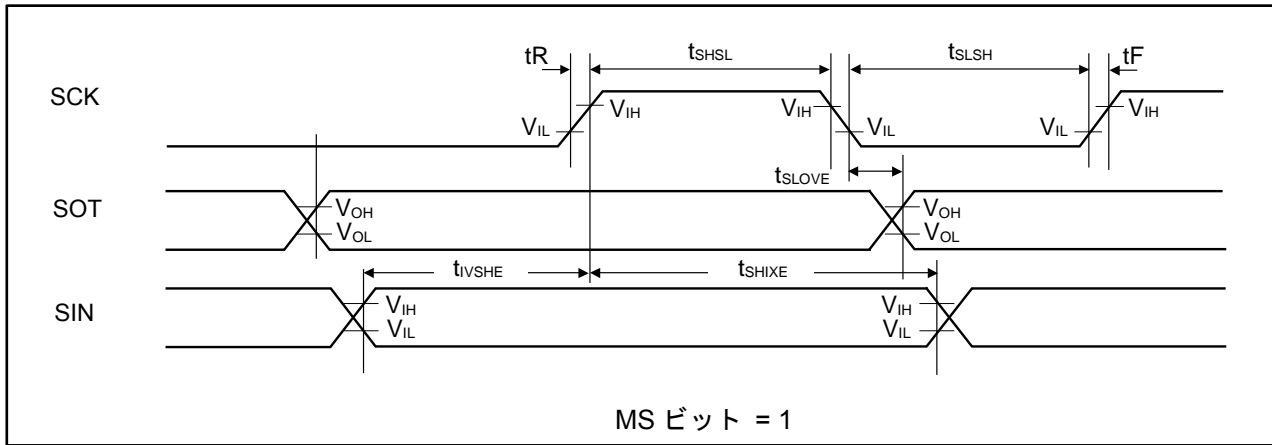 tR
tSHSL
tSLSH
tF
SCK
VIH
VIH
VIH
VIL
VIL
VIL
tSLOVE
SOT
VOH
VOL
VOH
VOL
tIVSHE
tSHIXE
SIN
VIH
VIL
VIH
VIL
MS ビット = 1